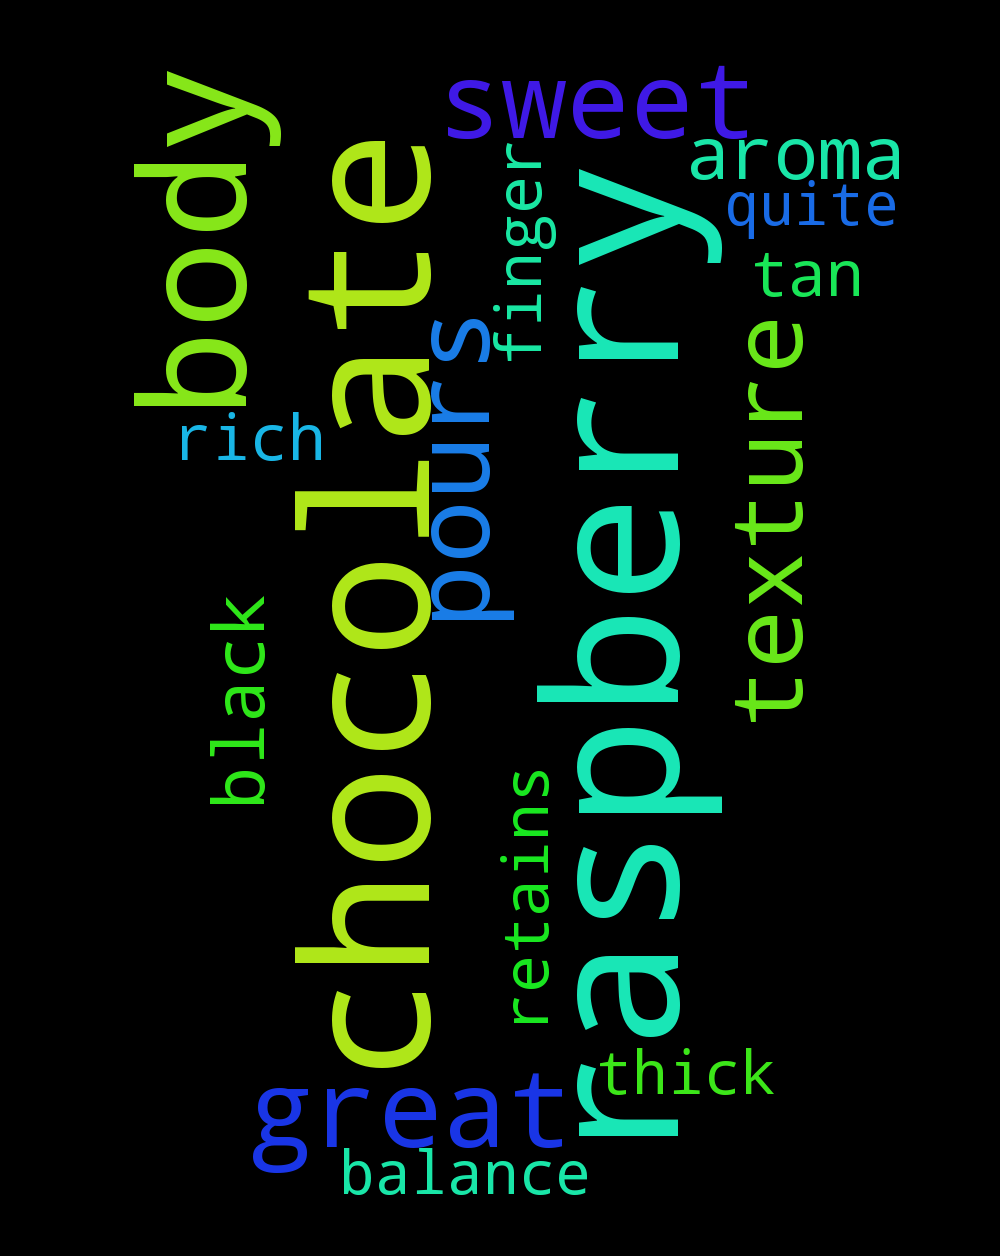 sweet
body
aroma
chocolate
finger
raspberry
quite
tan
pours
texture
rich
black
retains
thick
great
balance